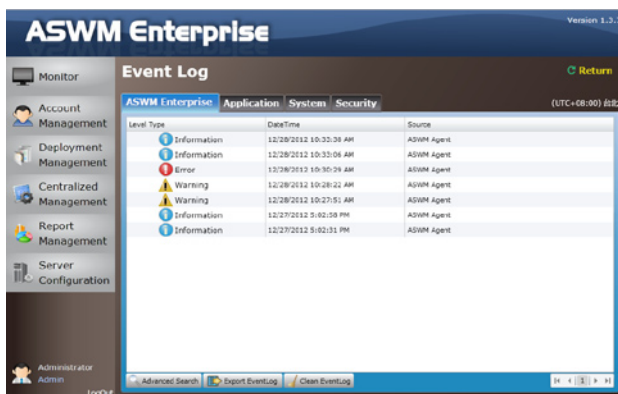 ASWM Enterprise
Version 1.3.
Monitor
Account
Management
Deployment
Management
Centralized
Management
Report
Management
Server
Configuration
Administrator
Admin
LogOut
Event Log
Return
ASWM Enterprise Application System Security
(UTC+08:00) 台北
Level Type DateTime Source
Information 12/28/2012 10:33:38 AM ASWM Agent
Information 12/28/2012 10:33:06 AM ASWM Agent
Error 12/28/2012 10:30:29 AM ASWM Agent
Warning 12/28/2012 10:28:22 AM ASWM Agent
Warning 12/28/2012 10:27:51 AM ASWM Agent
Information 12/27/2012 5:02:58 PM ASWM Agent
Information 12/27/2012 5:02:31 PM ASWM Agent
Advanced Search Export EventLog Clean EventLog
1